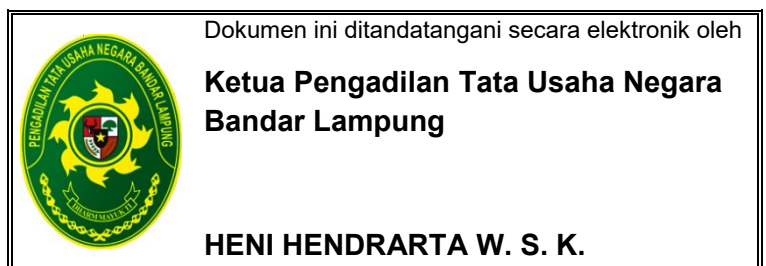 Dokumen ini ditandatangani secara elektronik oleh
Ketua Pengadilan Tata Usaha Negara
Bandar Lampung
HENI HENDRARTA W. S. K.
PENGADILAN TATA USAHA NEGARA BANDAR LAMPUNG